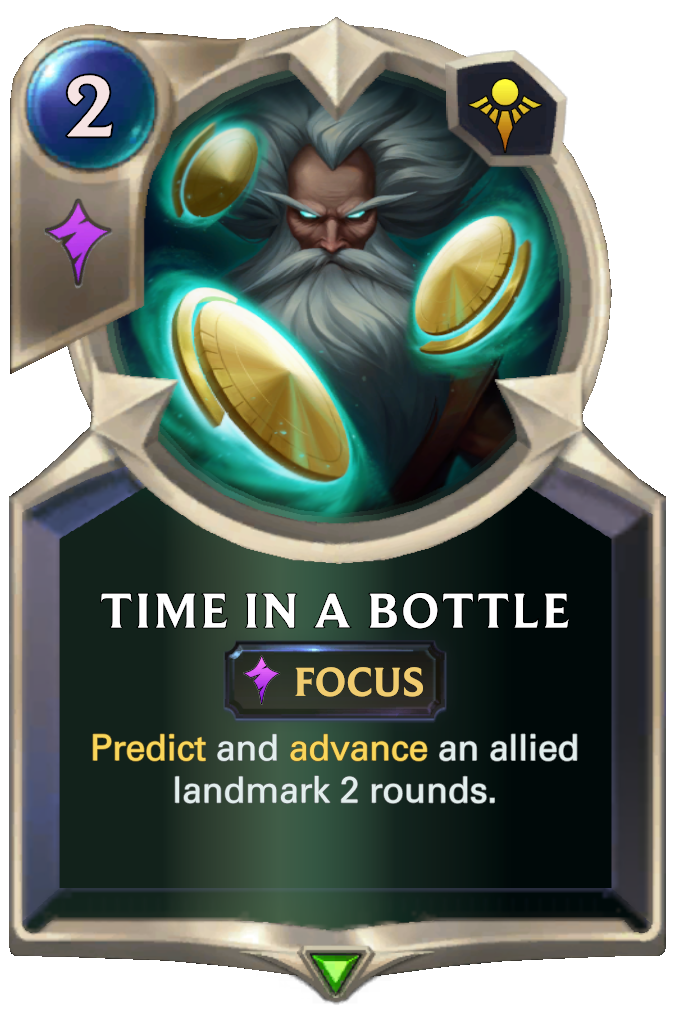 2
TIME IN A BOTTLE
FOCUS
Predict and advance an allied
landmark 2 rounds.